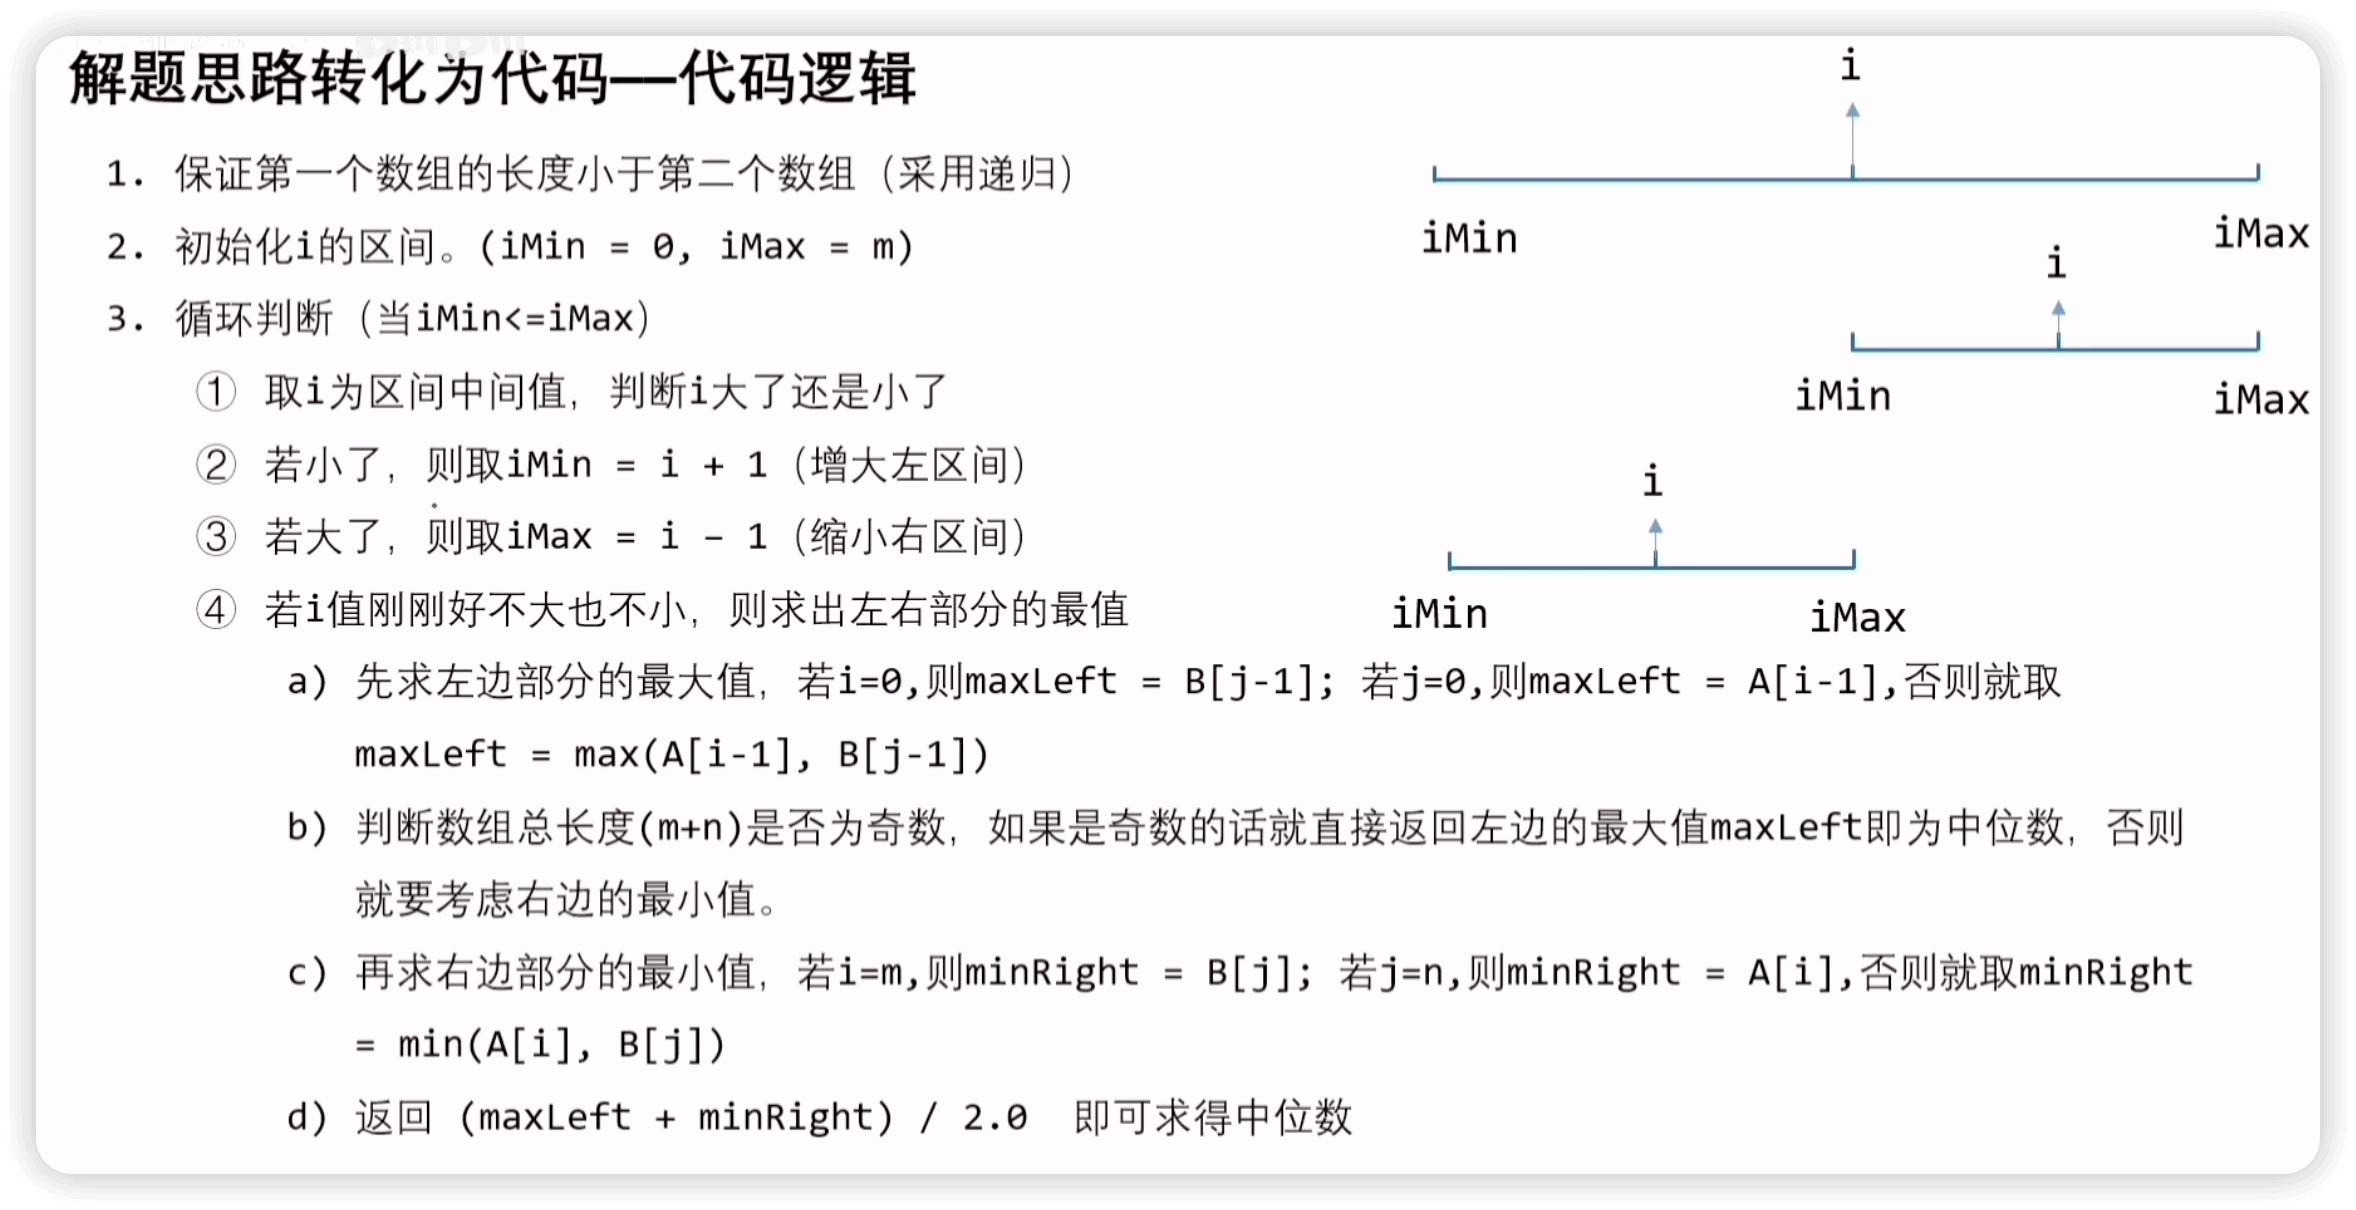 解题思路转化为代码——代码逻辑
1. 保证第一个数组的长度小于第二个数组（采用递归）
2. 初始化i的区间。(iMin = 0, iMax = m)
3. 循环判断（当iMin<=iMax）
① 取i为区间中间值，判断i大了还是小了
② 若小了，则取iMin = i + 1（增大左区间）
③ 若大了，则取iMax = i - 1（缩小右区间）
④ 若i值刚刚好不大也不小，则求出左右部分的最值
a) 先求左边部分的最大值，若i=0,则maxLeft = B[j-1]; 若j=0,则maxLeft = A[i-1],否则就取
maxLeft = max(A[i-1], B[j-1])
b) 判断数组总长度(m+n)是否为奇数，如果是奇数的话就直接返回左边的最大值maxLeft即为中位数，否则
就要考虑右边的最小值。
c) 再求右边部分的最小值，若i=m,则minRight = B[j]; 若j=n,则minRight = A[i],否则就取minRight
= min(A[i], B[j])
d) 返回 (maxLeft + minRight) / 2.0 即可求得中位数
i
iMin iMax
i
iMin iMax
i
iMin iMax